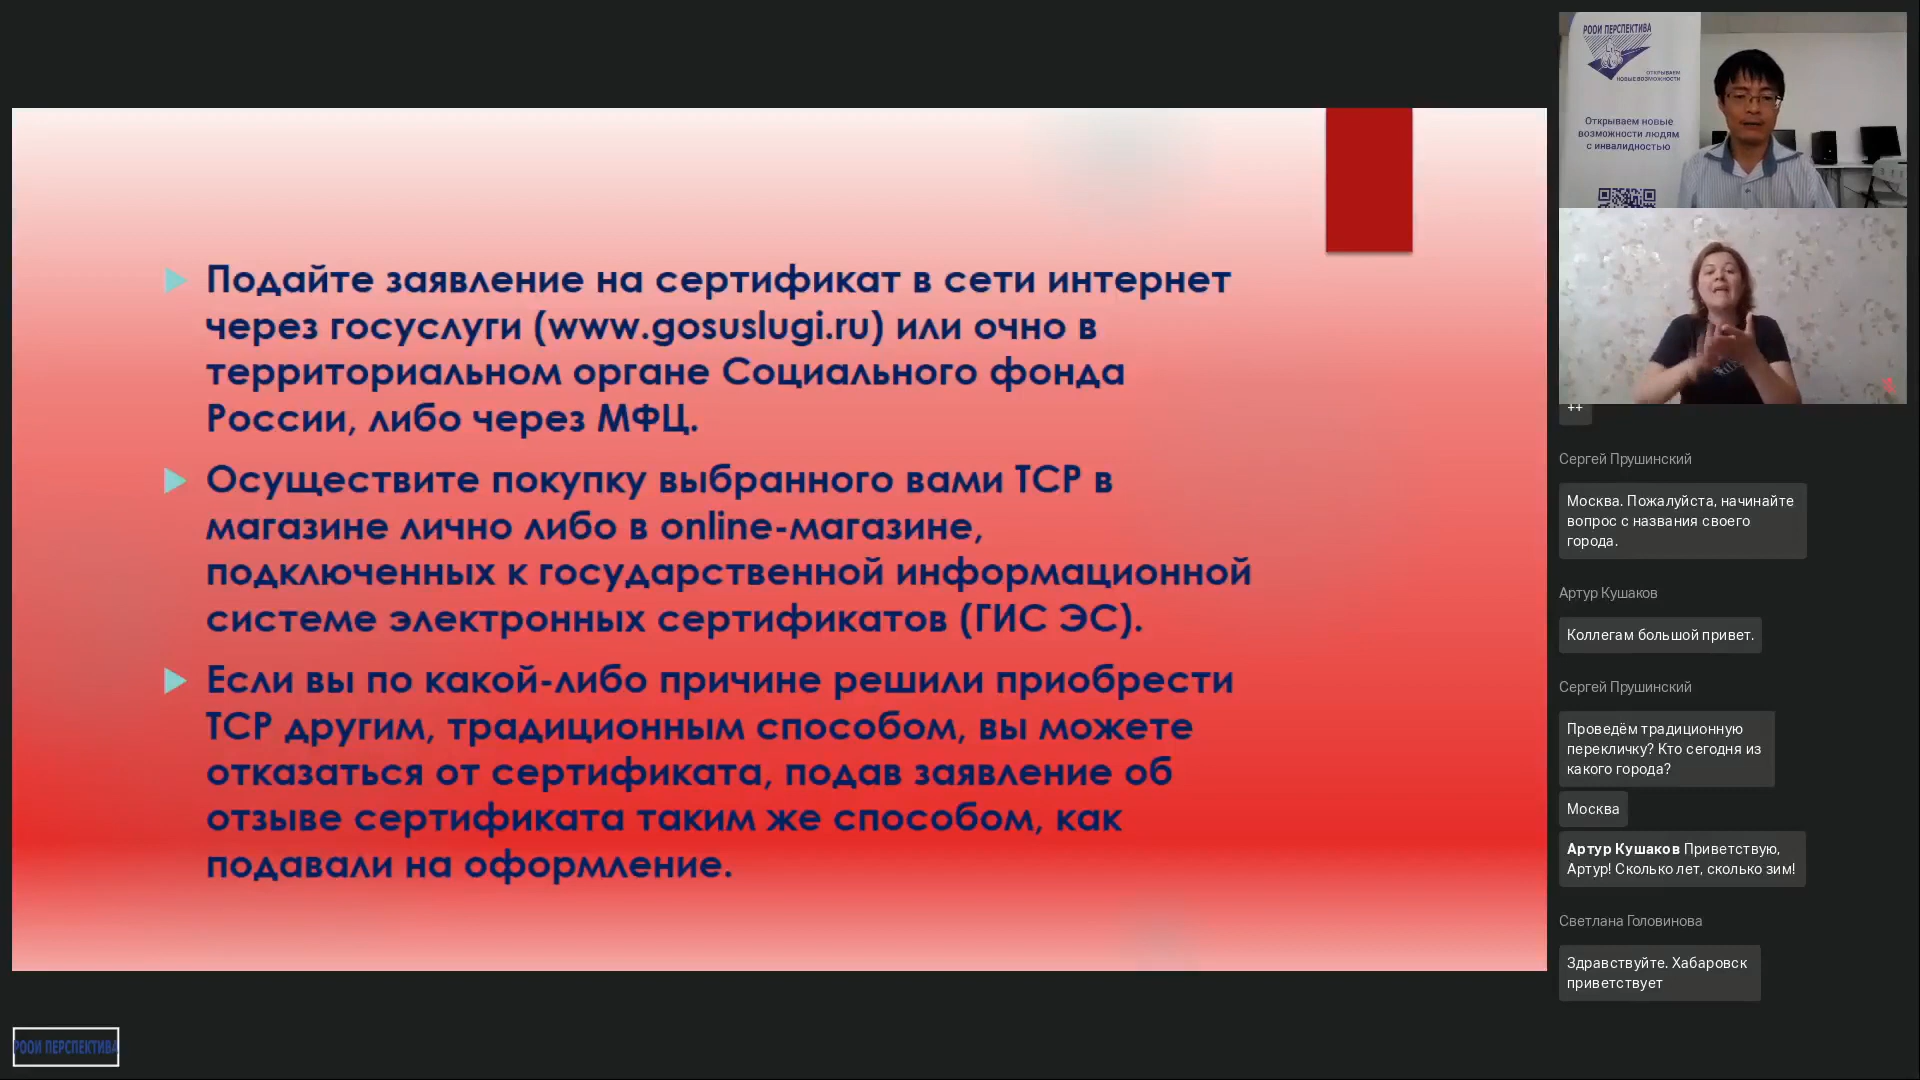 Подайте заявление на сертификат в сети интернет
через госуслуги (www.gosuslugi.ru) или очно в
территориальном органе Социального фонда
России, либо через МФЦ.
Осуществите покупку выбранного вами ТСР в
магазине лично либо в online-магазине,
подключенных к государственной информационной
системе электронных сертификатов (ГИС ЭС).
Если вы по какой-либо причине решили приобрести
ТСР другим, традиционным способом, вы можете
отказаться от сертификата, подав заявление об
отзыве сертификата таким же способом, как
подавали на оформление.
РООИ ПЕРСПЕКТИВА
РООИ ПЕРСПЕКТИВА
ОТКРЫВАЕМ
НОВЫЕ ВОЗМОЖНОСТИ
Открываем новые
возможности людям
с инвалидностью
++
Сергей Прушинский
Москва. Пожалуйста, начинайте
вопрос с названия своего
города.
Артур Кушаков
Коллегам большой привет.
Сергей Прушинский
Проведём традиционную
перекличку? Кто сегодня из
какого города?
Москва
Артур Кушаков Приветствую,
Артур! Сколько лет, сколько зим!
Светлана Головинова
Здравствуйте. Хабаровск
приветствует